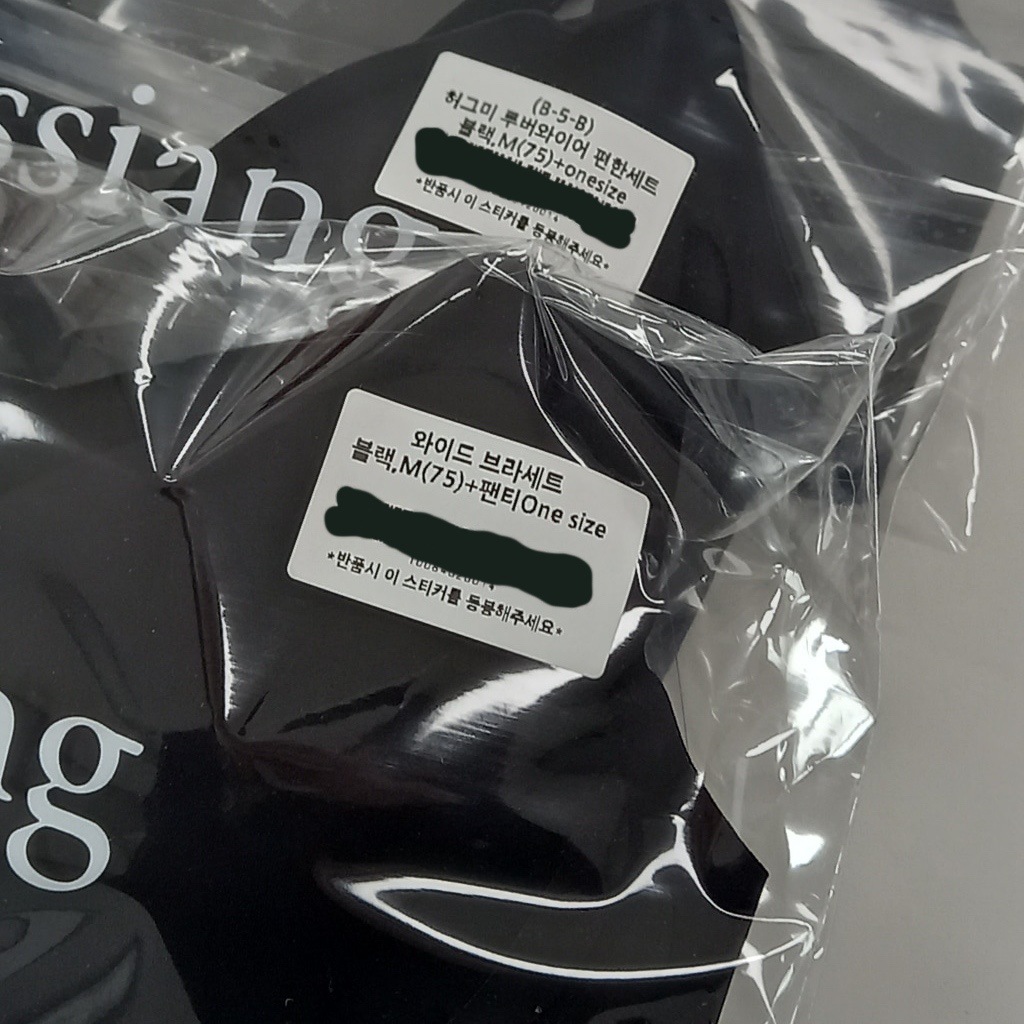 ssiang
(B-5-B)
허그미 루버와이어 편한세트
블랙,M(75)+onesize
*반품시 이 스티커를 동봉해주세요*
와이드 브라세트
블랙,M(75)+팬티One size
*반품시 이 스티커를 동봉해주세요*
ng